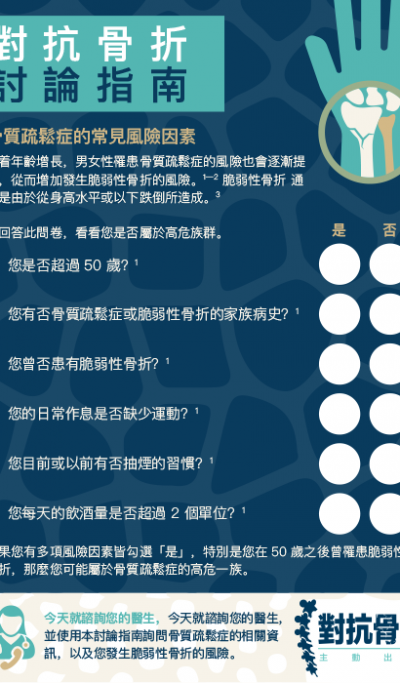 對抗骨折
討論指南
骨質疏鬆症的常見風險因素
着年齡增長，男女性罹患骨質疏鬆症的風險也會逐漸提
，從而增加發生脆弱性骨折的風險。1—2 脆弱性骨折 通
是由於從身高水平或以下跌倒所造成。3
回答此問卷，看看您是否屬於高危族群。
是 否
您是否超過 50 歲? 1
您有否骨質疏鬆症或脆弱性骨折的家族病史? 1
您曾否患有脆弱性骨折? 1
您的日常作息是否缺少運動? 1
您目前或以前有否抽煙的習慣? 1
您每天的飲酒量是否超過 2 個單位? 1
果您有多項風險因素皆勾選「是」，特別是您在 50 歲之後曾罹患脆弱性
折，那麼您可能屬於骨質疏鬆症的高危一族。
今天就諮詢您的醫生，今天就諮詢您的醫生，
並使用本討論指南詢問骨質疏鬆症的相關資
訊，以及您發生脆弱性骨折的風險。
對抗骨
主動出